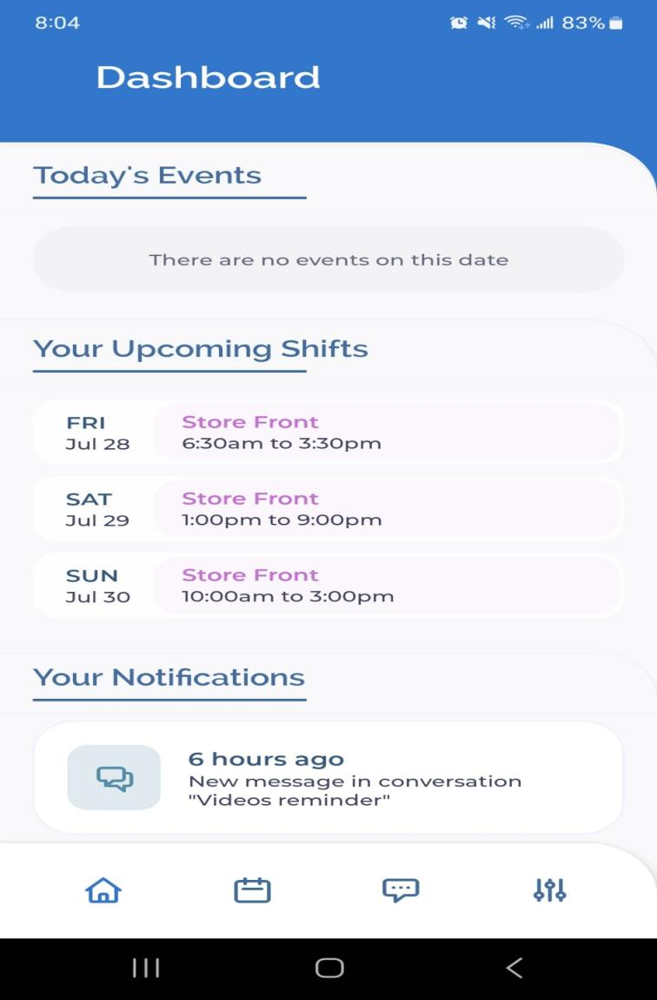 8:04
83%
Dashboard
Today's Events
There are no events on this date
Your Upcoming Shifts
FRI
Jul 28
Store Front
6:30am to 3:30pm
SAT
Jul 29
Store Front
1:00pm to 9:00pm
SUN
Jul 30
Store Front
10:00am to 3:00pm
Your Notifications
6 hours ago
New message in conversation
"Videos reminder"